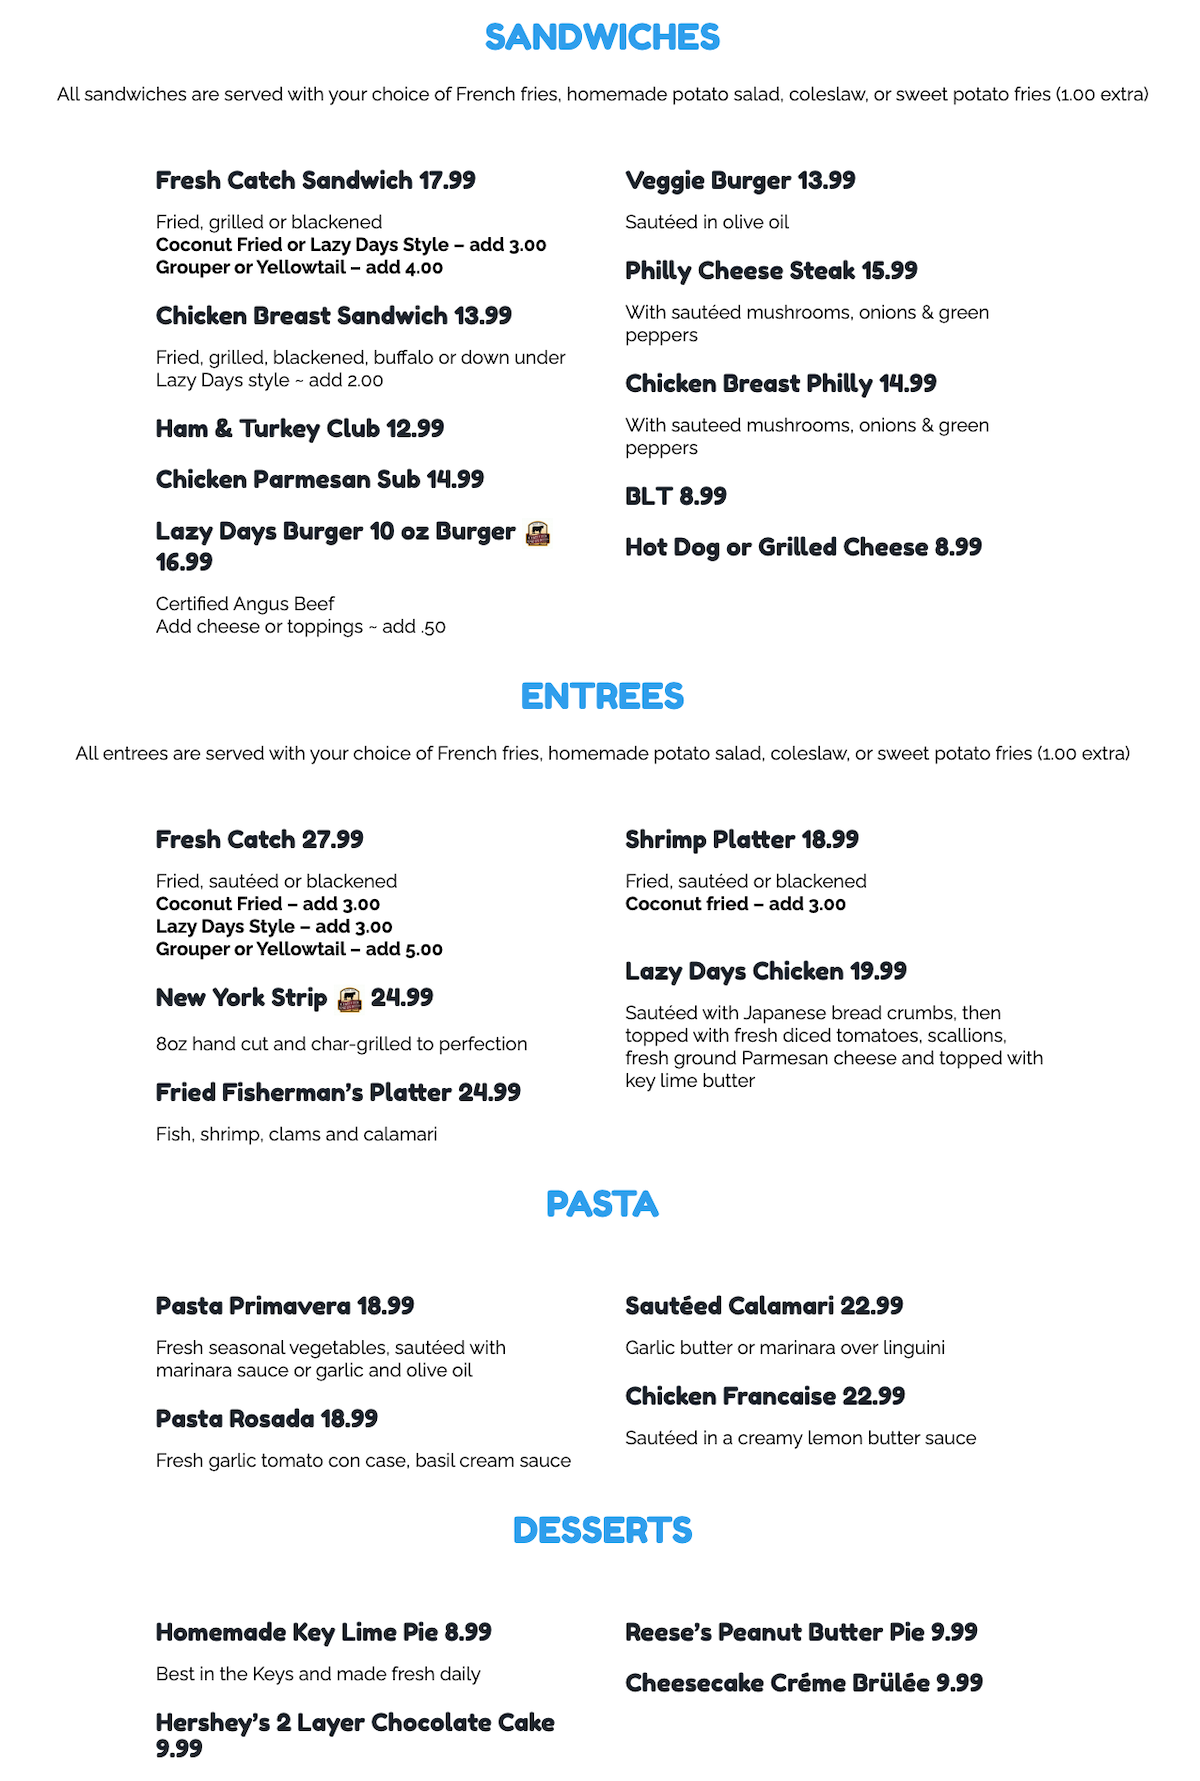 SANDWICHES
All sandwiches are served with your choice of French fries, homemade potato salad, coleslaw, or sweet potato fries (1.00 extra)
Fresh Catch Sandwich 17.99
Fried, grilled or blackened
Coconut Fried or Lazy Days Style – add 3.00
Grouper or Yellowtail – add 4.00
Chicken Breast Sandwich 13.99
Fried, grilled, blackened, buffalo or down under
Lazy Days style ~ add 2.00
Ham & Turkey Club 12.99
Chicken Parmesan Sub 14.99
Lazy Days Burger 10 oz Burger
16.99
Certified Angus Beef
Add cheese or toppings ~ add .50
Veggie Burger 13.99
Sautéed in olive oil
Philly Cheese Steak 15.99
With sautéed mushrooms, onions & green
peppers
Chicken Breast Philly 14.99
With sauteed mushrooms, onions & green
peppers
BLT 8.99
Hot Dog or Grilled Cheese 8.99
ENTREES
All entrees are served with your choice of French fries, homemade potato salad, coleslaw, or sweet potato fries (1.00 extra)
Fresh Catch 27.99
Fried, sautéed or blackened
Coconut Fried – add 3.00
Lazy Days Style – add 3.00
Grouper or Yellowtail – add 5.00
New York Strip 24.99
8oz hand cut and char-grilled to perfection
Fried Fisherman’s Platter 24.99
Fish, shrimp, clams and calamari
Shrimp Platter 18.99
Fried, sautéed or blackened
Coconut fried – add 3.00
Lazy Days Chicken 19.99
Sautéed with Japanese bread crumbs, then
topped with fresh diced tomatoes, scallions,
fresh ground Parmesan cheese and topped with
key lime butter
PASTA
Pasta Primavera 18.99
Fresh seasonal vegetables, sautéed with
marinara sauce or garlic and olive oil
Pasta Rosada 18.99
Fresh garlic tomato con case, basil cream sauce
Sautéed Calamari 22.99
Garlic butter or marinara over linguini
Chicken Francaise 22.99
Sautéed in a creamy lemon butter sauce
DESSERTS
Homemade Key Lime Pie 8.99
Best in the Keys and made fresh daily
Hershey’s 2 Layer Chocolate Cake
9.99
Reese’s Peanut Butter Pie 9.99
Cheesecake Créme Brülée 9.99